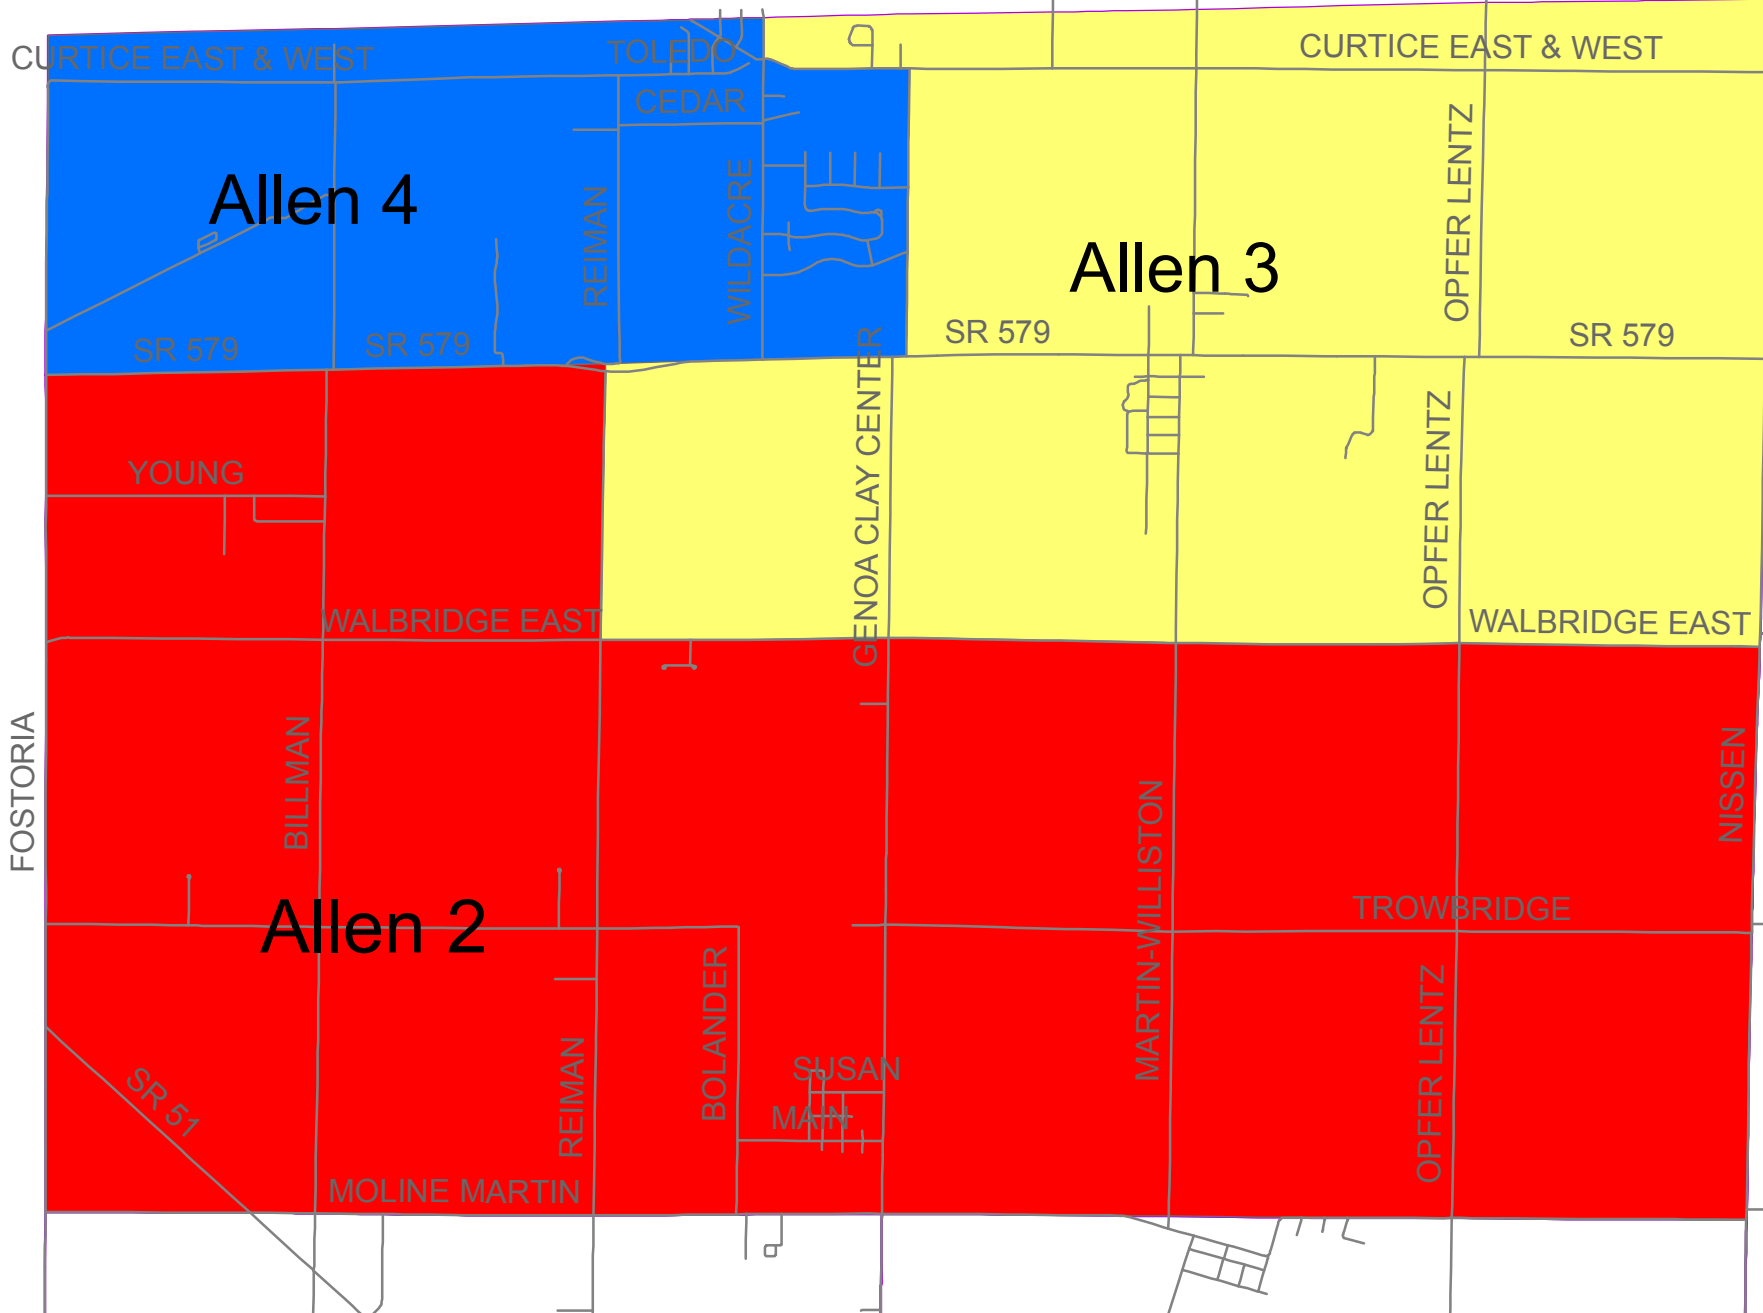 CURTICE EAST & WEST
TOLEDO
CURTICE EAST & WEST
CEDAR
Allen 4
REIMAN
WILDACRE
OPFER LENTZ
Allen 3
SR 579
SR 579
SR 579
SR 579
YOUNG
GENOA CLAY CENTER
OPFER LENTZ
WALBRIDGE EAST
WALBRIDGE EAST
FOSTORIA
BILLMAN
MARTIN-WILLISTON
NISSEN
Allen 2
TROWBRIDGE
BOLANDER
OPFER LENTZ
SR 51
REIMAN
SUSAN
MAIN
MOLINE MARTIN